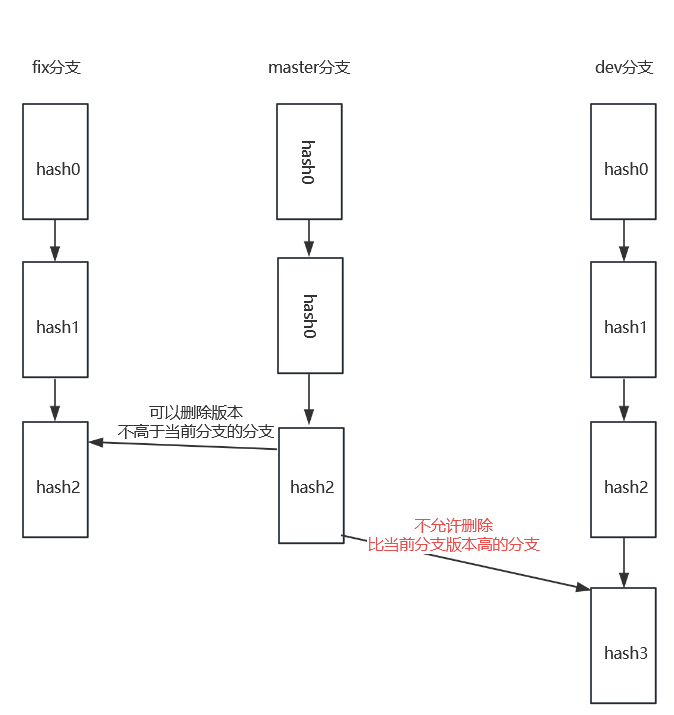 fix分支
master分支
dev分支
hash0
hash0
hash0
hash1
hash0
hash1
可以删除版本
不高于当前分支的分支
hash2
hash2
hash2
不允许删除
比当前分支版本高的分支
hash3